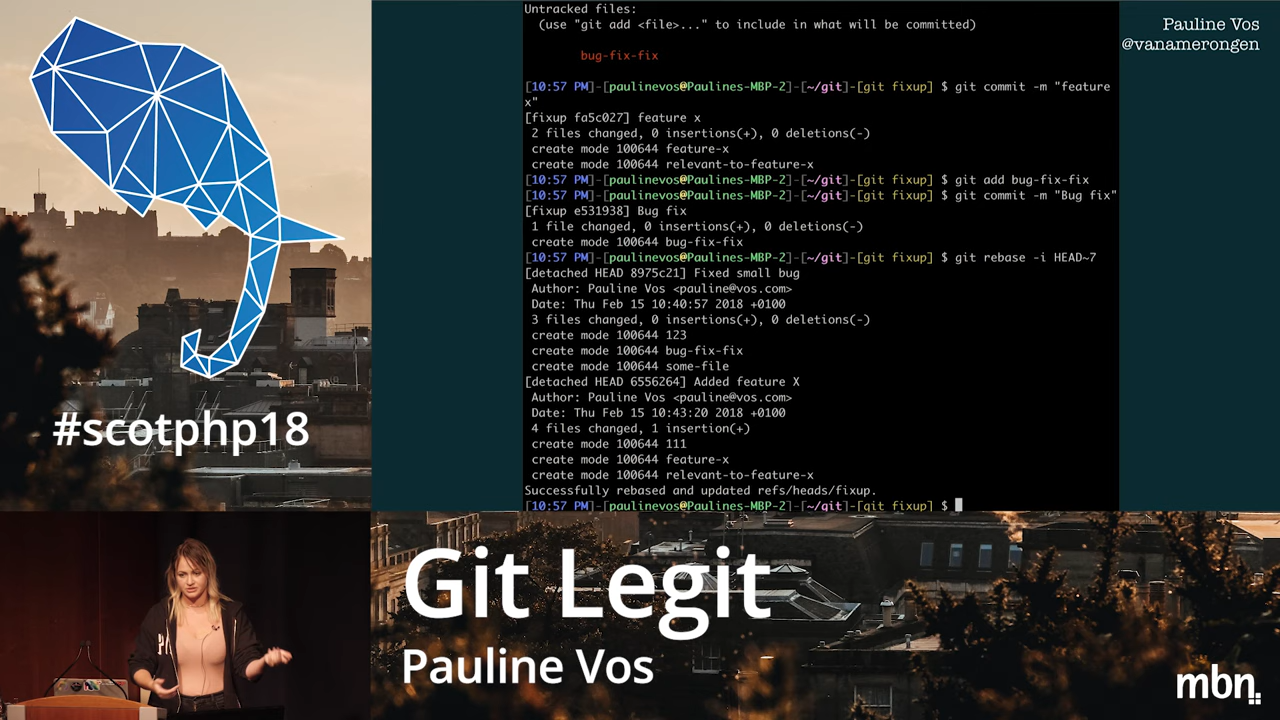 #scotphp18
Untracked files:
(use "git add <file>..." to include in what will be committed)
bug-fix-fix
[10:57 PM]-[paulinevos@Paulines-MBP-2]-[~/git]-[git fixup] $ git commit -m "feature
x"
[fixup fa5c027] feature x
2 files changed, 0 insertions(+), 0 deletions(-)
create mode 100644 feature-x
create mode 100644 relevant-to-feature-x
[10:57 PM]-[paulinevos@Paulines-MBP-2]-[~/git]-[git fixup] $ git add bug-fix-fix
[10:57 PM]-[paulinevos@Paulines-MBP-2]-[~/git]-[git fixup] $ git commit -m "Bug fix"
[fixup e531938] Bug fix
1 file changed, 0 insertions(+), 0 deletions(-)
create mode 100644 bug-fix-fix
[10:57 PM]-[paulinevos@Paulines-MBP-2]-[~/git]-[git fixup] $ git rebase -i HEAD~7
[detached HEAD 8975c21] Fixed small bug
Author: Pauline Vos <pauline@vos.com>
Date: Thu Feb 15 10:40:57 2018 +0100
3 files changed, 0 insertions(+), 0 deletions(-)
create mode 100644 123
create mode 100644 bug-fix-fix
create mode 100644 some-file
[detached HEAD 6556264] Added feature X
Author: Pauline Vos <pauline@vos.com>
Date: Thu Feb 15 10:43:20 2018 +0100
4 files changed, 1 insertion(+)
create mode 100644 111
create mode 100644 feature-x
create mode 100644 relevant-to-feature-x
Successfully rebased and updated refs/heads/fixup.
[10:57 PM]-[paulinevos@Paulines-MBP-2]-[~/git]-[git fixup] $
Pauline Vos
@vanamerongen
Git Legit
Pauline Vos
mbn